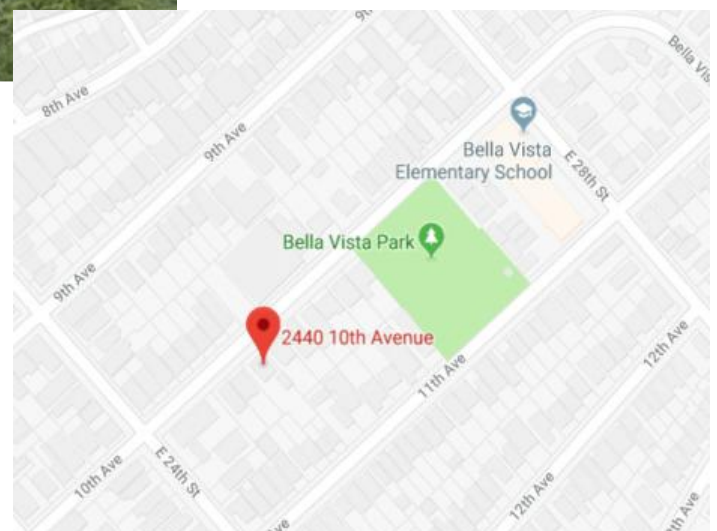 8th Ave
9th Ave
Bella Vista
Elementary School
E 28th St
Bella Vista Park
9th Ave
2440 10th Avenue
12th Ave
11th Ave
10th Ave
E 24th St
12th Ave